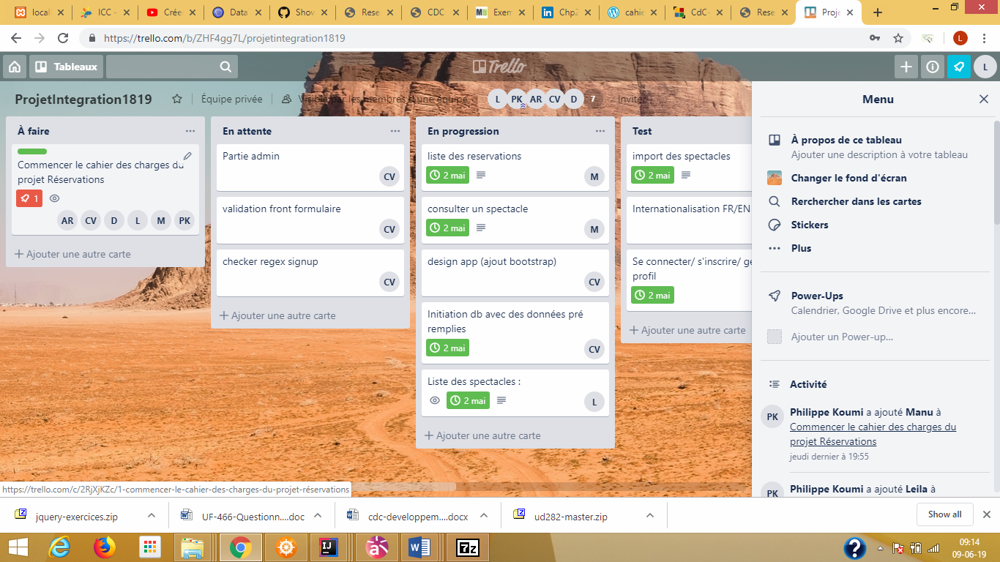 local
ICC -
Crée
Data
Show
Rese
CDC
Exem
ChpZ
cahie
CdC-
Rese
Proje
https://trello.com/b/ZHF4gg7L/projetintegration1819
L
Tableaux
Trello
L
ProjetIntegration1819
Équipe privée
Visible par les membres d'une équipe
L PK AR CV D 7
Inviter
À faire
Commencer le cahier des charges du
projet Réservations
1
AR CV D L M PK
Ajouter une autre carte
En attente
Partie admin
CV
validation front formulaire
CV
checker regex signup
CV
Ajouter une autre carte
En progression
liste des reservations
2 mai
M
consulter un spectacle
2 mai
M
design app (ajout bootstrap)
CV
Initiation db avec des données pré
remplies
2 mai
CV
Liste des spectacles :
2 mai
L
Ajouter une autre carte
Test
import des spectacles
2 mai
Internationalisation FR/EN
Se connecter/ s'inscrire/ ge
profil
2 mai
Ajouter une autre carte
Menu
À propos de ce tableau
Ajouter une description à votre tableau
Changer le fond d'écran
Rerchercher dans les cartes
Stickers
Plus
Power-Ups
Calendrier, Google Drive et plus encore...
Ajouter un Power-up...
Activité
PK
Philippe Koumi a ajouté Manu à
Commencer le cahier des charges du
projet Réservations
jeudi dernier à 19:55
PK
Philippe Koumi a ajouté Leila à
https://trello.com/c/2RjXjKZc/1-commencer-le-cahier-des-charges-du-projet-réservations
jquery-exercices.zip
UF-466-Questionn....doc
cdc-developpem....docx
ud282-master.zip
Show all
IJ
W
7z
?
09:14
09-06-19